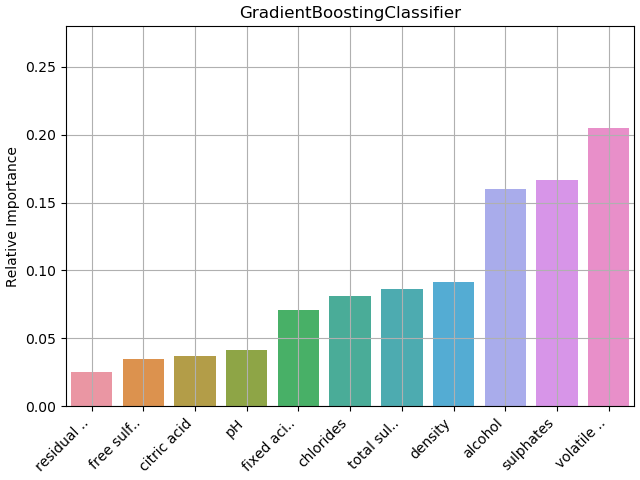 GradientBoostingClassifier
Relative Importance
0.25
0.20
0.15
0.10
0.05
0.00
residual ..
free sulf..
citric acid
pH
fixed aci..
chlorides
total sul..
density
alcohol
sulphates
volatile ..